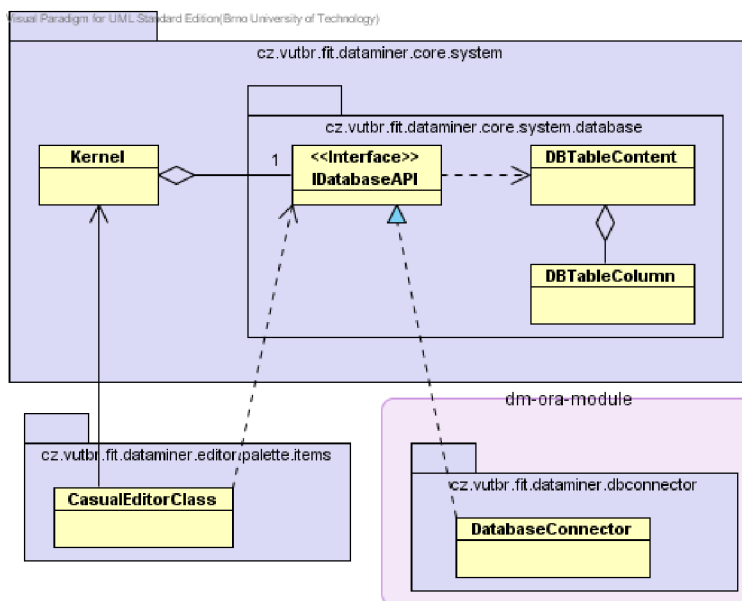 Visual Paradigm for UML Standard Edition(Brno University of Technology)
cz.vutbr.fit.dataminer.core.system
cz.vutbr.fit.dataminer.core.system.database
Kernel
1
<<Interface>>
IDatabaseAPI
DBTableContent
DBTableColumn
dm-ora-module
cz.vutbr.fit.dataminer.editor.palette.items
CasualEditorClass
cz.vutbr.fit.dataminer.dbconnector
DatabaseConnector